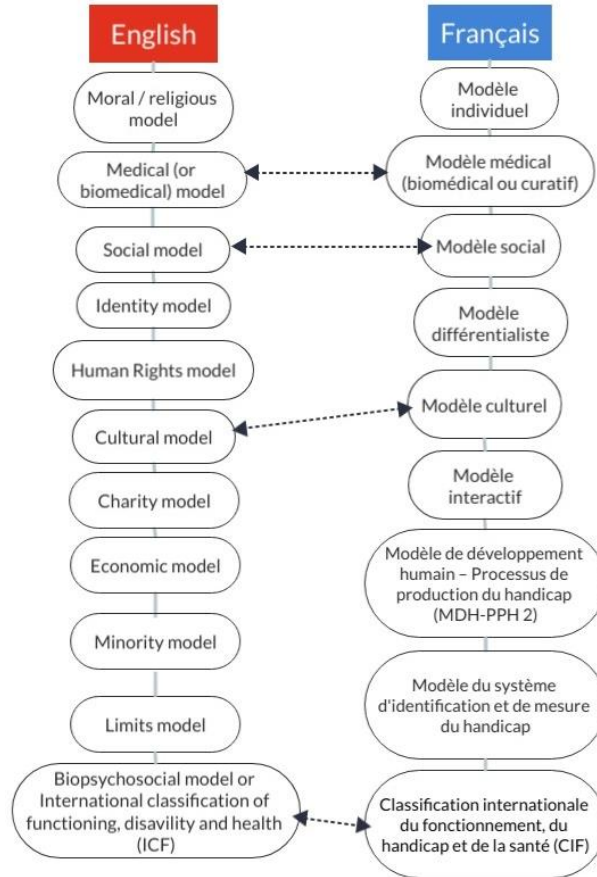 English
Moral / religious
model
Medical (or
biomedical) model
Social model
Identity model
Human Rights model
Cultural model
Charity model
Economic model
Minority model
Limits model
Biopsychosocial model or
International classification of
functioning, disavility and health
(ICF)
Français
Modèle
individuel
Modèle médical
(biomédical ou curatif)
Modèle social
Modèle
différentialiste
Modèle culturel
Modèle
interactif
Modèle de développement
humain – Processus de
production du handicap
(MDH-PPH 2)
Modèle du système
d'identification et de mesure
du handicap
Classification internationale
du fonctionnement, du
handicap et de la santé (CIF)